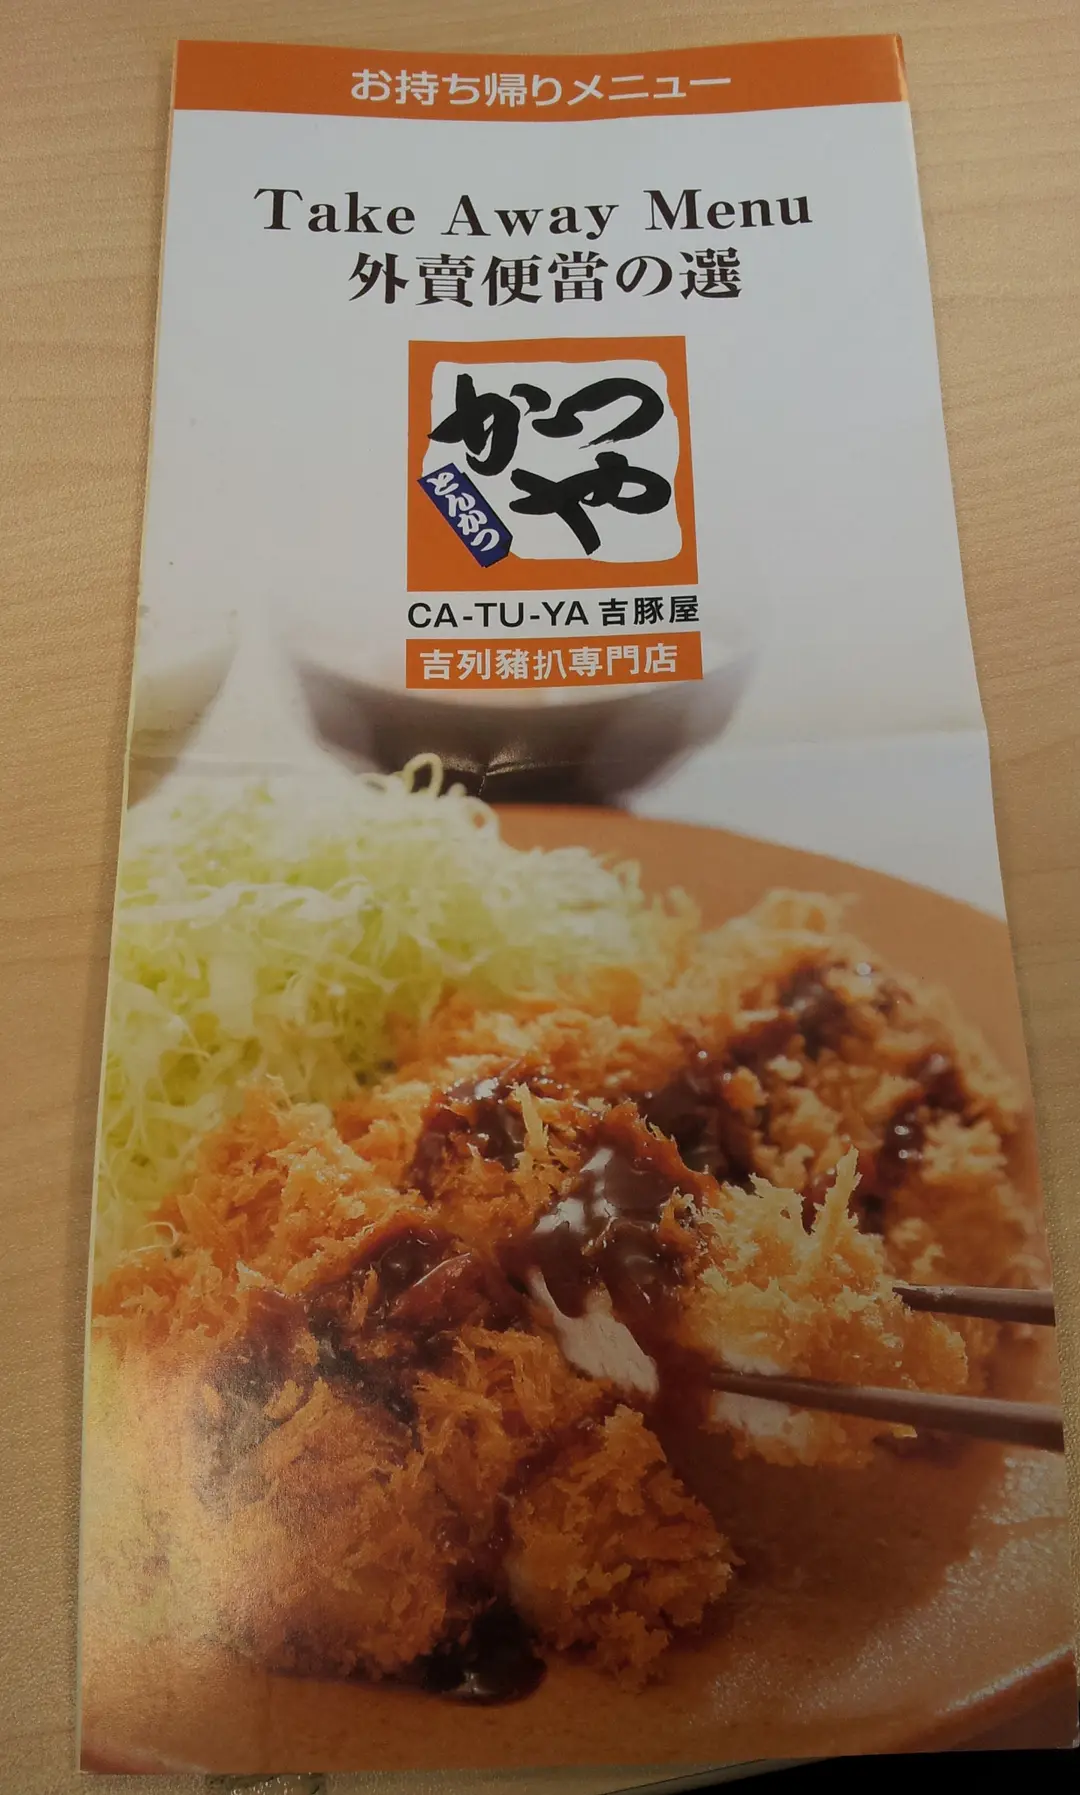 お持ち帰りメニュー
Take Away Menu
外賣便當の選
かつ
や
とんかつ
CA-TU-YA 吉豚屋
吉列豬扒専門店